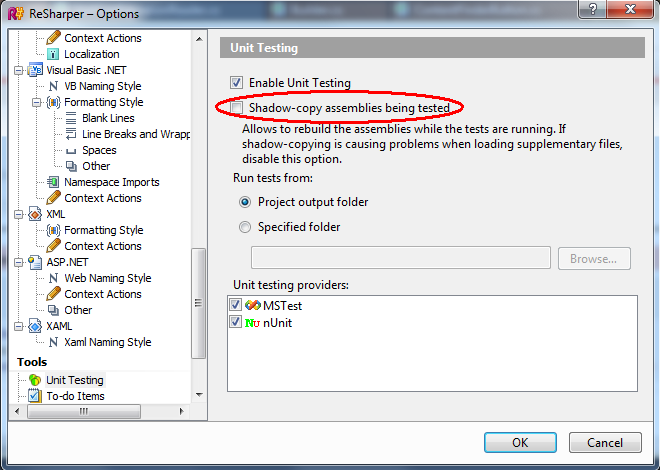 ReSharper – Options
Context Actions
Localization
Visual Basic .NET
VB Naming Style
Formatting Style
Blank Lines
Line Breaks and Wrapp
Spaces
Other
Namespace Imports
Context Actions
XML
Formatting Style
Context Actions
ASP.NET
Web Naming Style
Context Actions
Other
XAML
Xaml Naming Style
Tools
Unit Testing
To-do Items
Unit Testing
Enable Unit Testing
Shadow-copy assemblies being tested
Allows to rebuild the assemblies while the tests are running. If
shadow-copying is causing problems when loading supplementary files,
disable this option.
Run tests from:
Project output folder
Specified folder
Browse...
Unit testing providers:
MSTest
nUnit
OK
Cancel